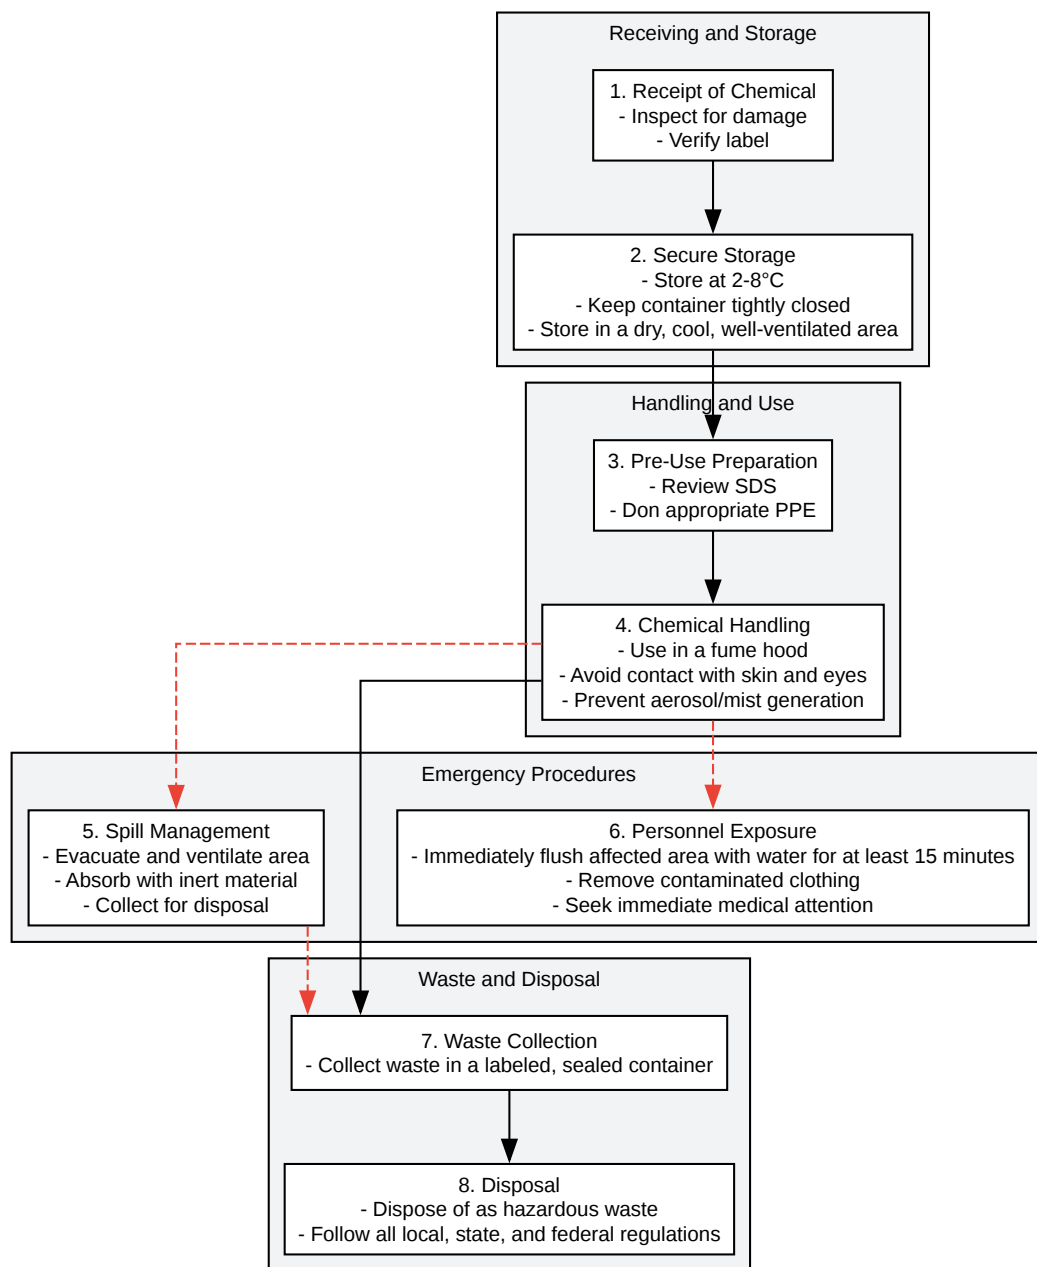 Receiving and Storage
1. Receipt of Chemical
- Inspect for damage
- Verify label
2. Secure Storage
- Store at 2-8°C
- Keep container tightly closed
- Store in a dry, cool, well-ventilated area
Handling and Use
3. Pre-Use Preparation
- Review SDS
- Don appropriate PPE
4. Chemical Handling
- Use in a fume hood
- Avoid contact with skin and eyes
- Prevent aerosol/mist generation
Emergency Procedures
5. Spill Management
- Evacuate and ventilate area
- Absorb with inert material
- Collect for disposal
6. Personnel Exposure
- Immediately flush affected area with water for at least 15 minutes
- Remove contaminated clothing
- Seek immediate medical attention
Waste and Disposal
7. Waste Collection
- Collect waste in a labeled, sealed container
8. Disposal
- Dispose of as hazardous waste
- Follow all local, state, and federal regulations